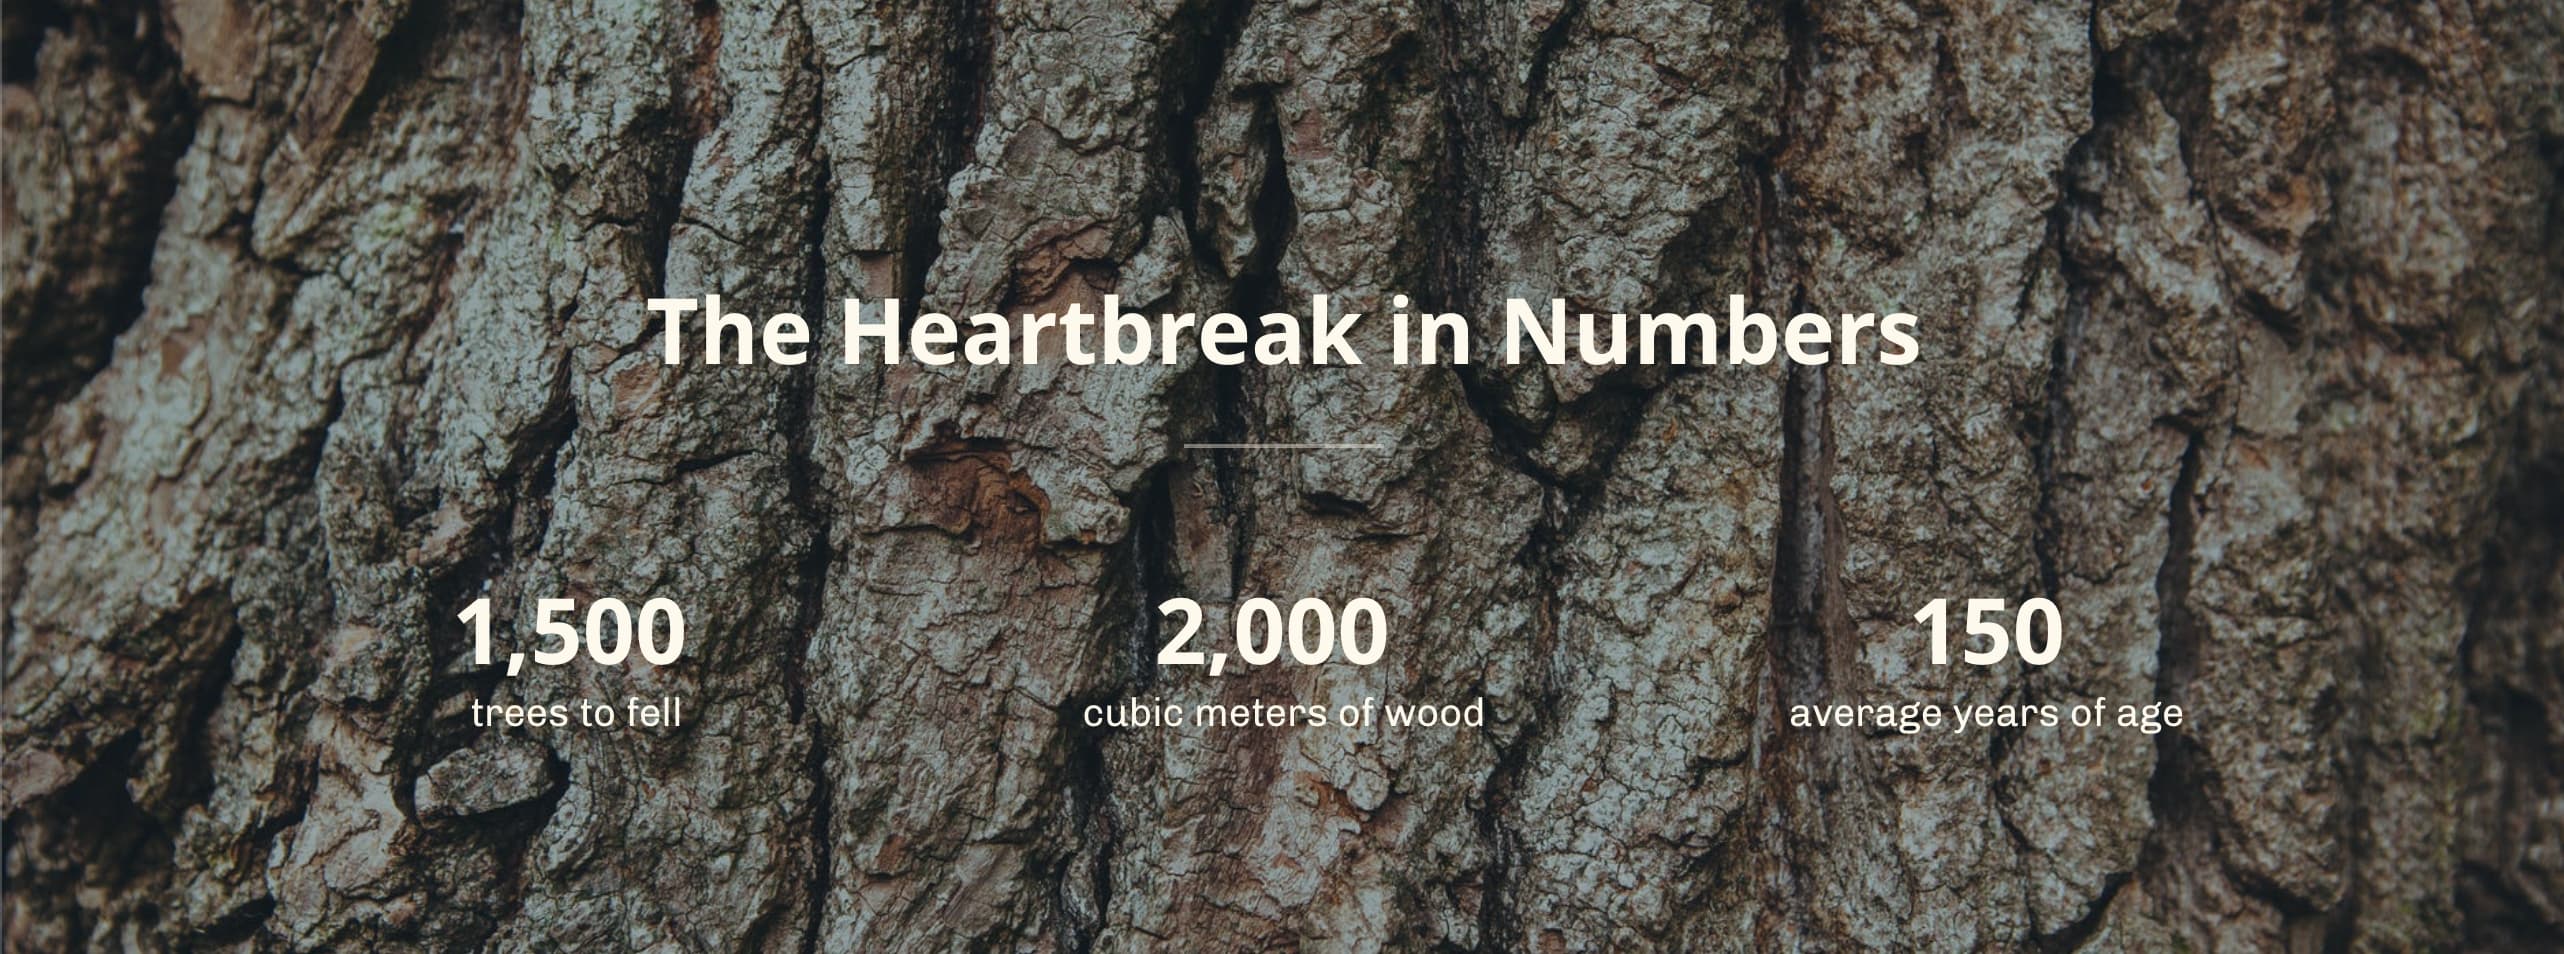 The Heartbreak in Numbers
1,500
trees to fell
2,000
cubic meters of wood
150
average years of age